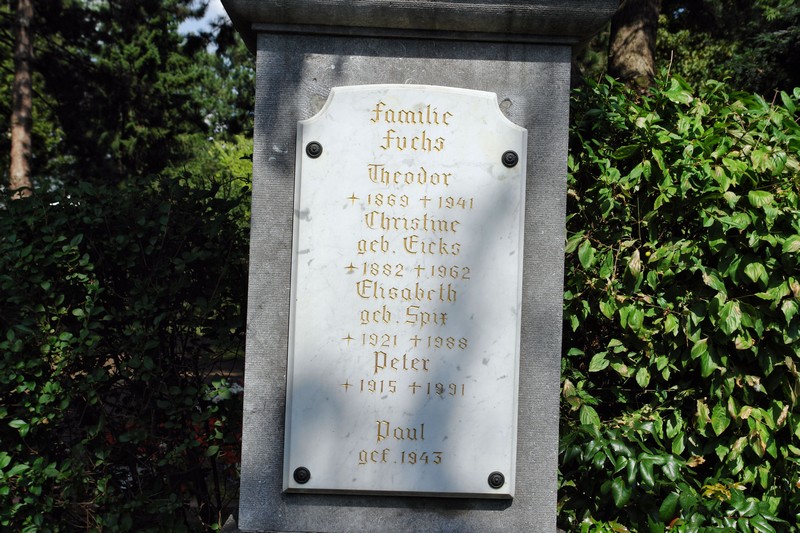 Familie
Fuchs
Theodor
+ 1869 + 1941
Christine
geb. Eicks
+ 1882 + 1962
Elisabeth
geb. Spix
+ 1921 + 1988
Peter
+ 1915 + 1991
Paul
gef. 1943